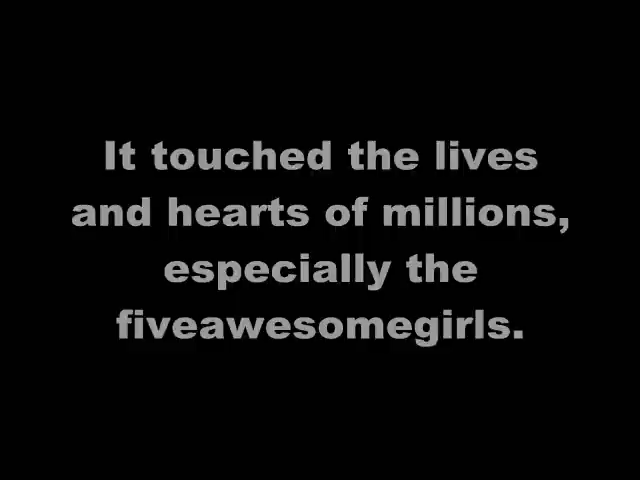 It touched the lives
and hearts of millions,
especially the
fiveawesomegirls.